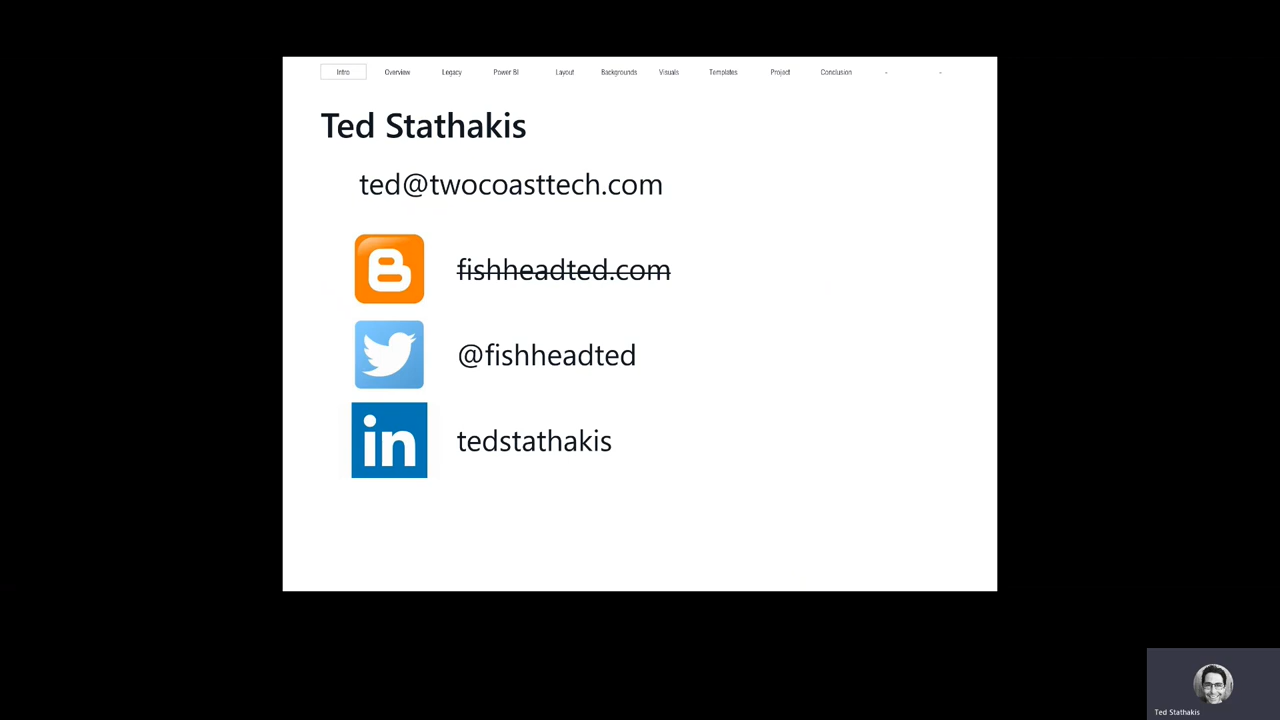 Intro Overview Legacy Power BI Layout Backgrounds Visuals Templates Project Conclusion - -
Ted Stathakis
ted@twocoasttech.com
fishheadted.com
@fishheadted
in tedstathakis
Ted Stathakis